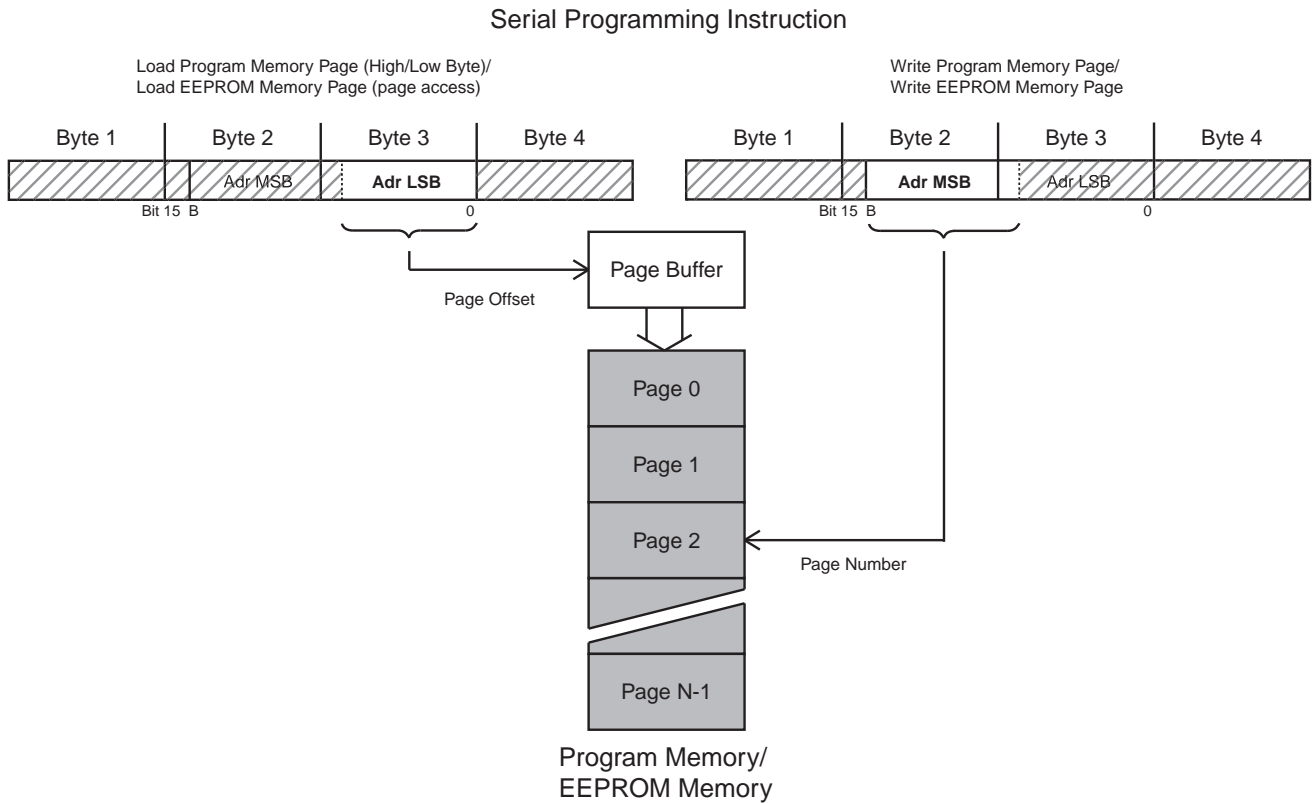 Serial Programming Instruction
Load Program Memory Page (High/Low Byte)/
Load EEPROM Memory Page (page access)
Write Program Memory Page/
Write EEPROM Memory Page
Byte 1 Byte 2 Byte 3 Byte 4
Byte 1 Byte 2 Byte 3 Byte 4
Adr MSB Adr LSB
Adr MSB Adr LSB
Bit 15 B 0
Bit 15 B 0
Page Buffer
Page Offset
Page 0
Page 1
Page 2
Page Number
Page N-1
Program Memory/
EEPROM Memory